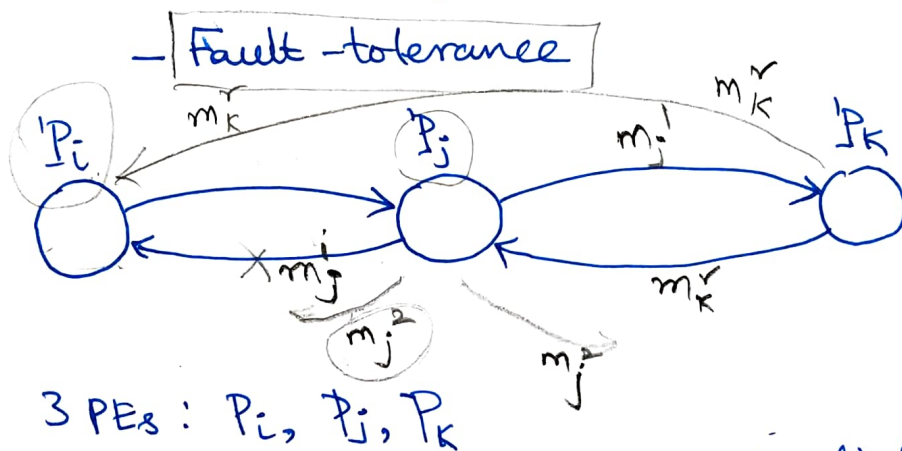 - Fault-tolerance
m_k^r m_k^r
P_i P_j m_j^1 P_k
× m_j^i m_k^r
m_j^2 m_j^2
3 PEs : P_i, P_j, P_K